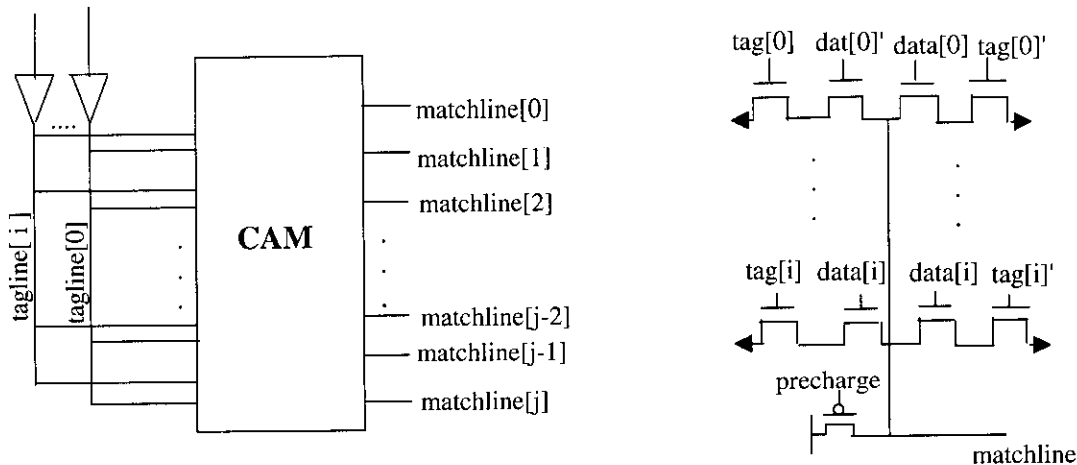 matchline[0]
matchline[1]
matchline[2]
CAM
tagline[ i ]
tagline[0]
matchline[j-2]
matchline[j-1]
matchline[j]
tag[0] dat[0]' data[0] tag[0]'
tag[i] data[i] data[i] tag[i]'
precharge
matchline